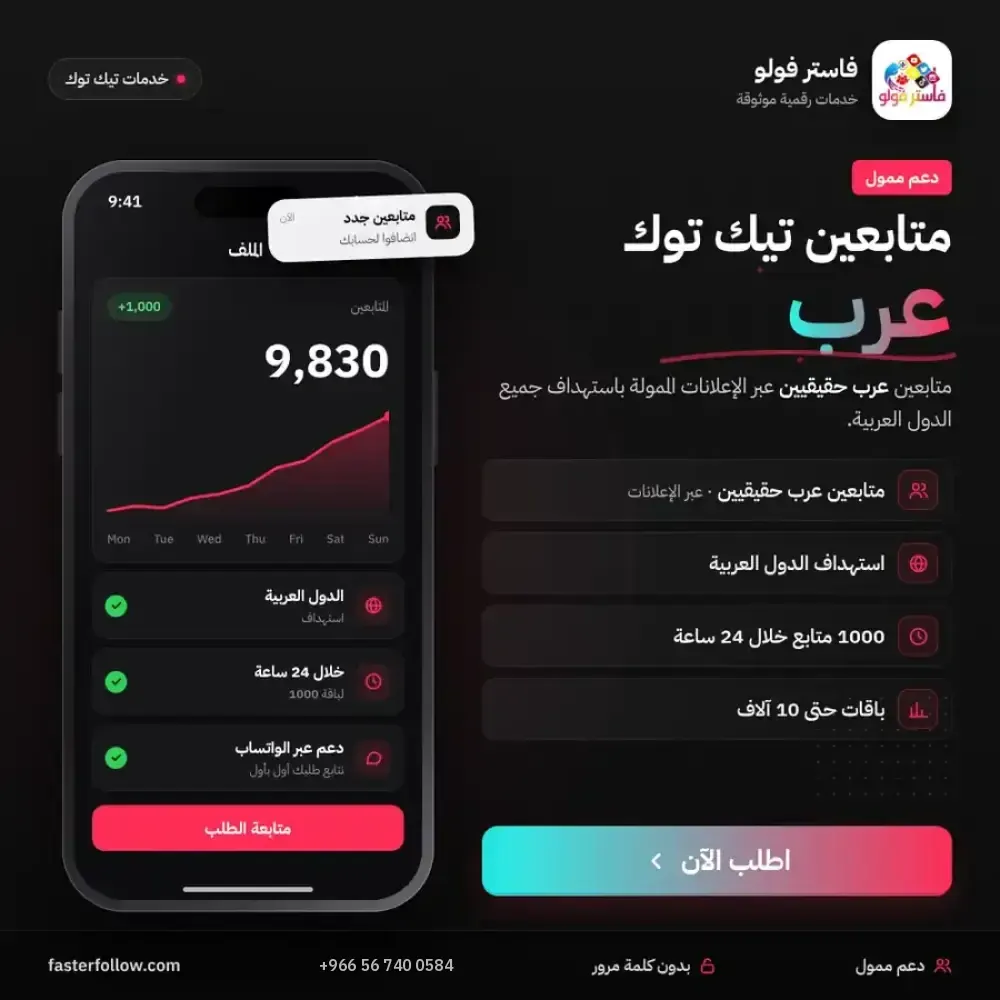 فاستر فولو
فاستر فولو
خدمات رقمية موثوقة
خدمات تيك توك
دعم ممول
متابعين تيك توك
عرب
متابعين عرب حقيقيين عبر الإعلانات الممولة باستهداف جميع
الدول العربية.
متابعين عرب حقيقيين · عبر الإعلانات
استهداف الدول العربية
1000 متابع خلال 24 ساعة
باقات حتى 10 آلاف
اطلب الآن
9:41
متابعين جدد
الآن
انضافوا لحسابك
الملف
المتابعين
+1,000
9,830
Mon Tue Wed Thu Fri Sat Sun
الدول العربية
استهداف
خلال 24 ساعة
لباقة 1000
دعم عبر الواتساب
نتابع طلبك أول بأول
متابعة الطلب
دعم ممول
بدون كلمة مرور
+966 56 740 0584
fasterfollow.com